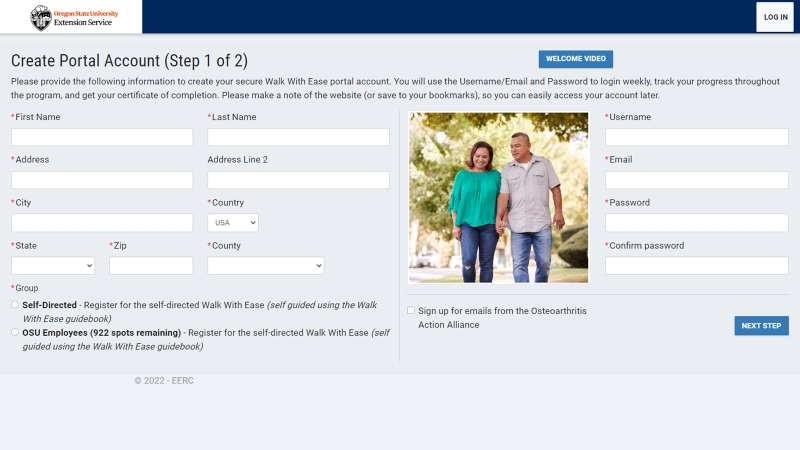 Oregon State University
Extension Service
LOG IN
Create Portal Account (Step 1 of 2)
WELCOME VIDEO
Please provide the following information to create your secure Walk With Ease portal account. You will use the Username/Email and Password to login weekly, track your progress throughout
the program, and get your certificate of completion. Please make a note of the website (or save to your bookmarks), so you can easily access your account later.
*First Name
*Last Name
*Address
Address Line 2
*City
*Country
USA
*State
*Zip
*County
*Group
Self-Directed - Register for the self-directed Walk With Ease (self guided using the Walk
With Ease guidebook)
OSU Employees (922 spots remaining) - Register for the self-directed Walk With Ease (self
guided using the Walk With Ease guidebook)
*Username
*Email
*Password
*Confirm password
Sign up for emails from the Osteoarthritis
Action Alliance
NEXT STEP
© 2022 - EERC